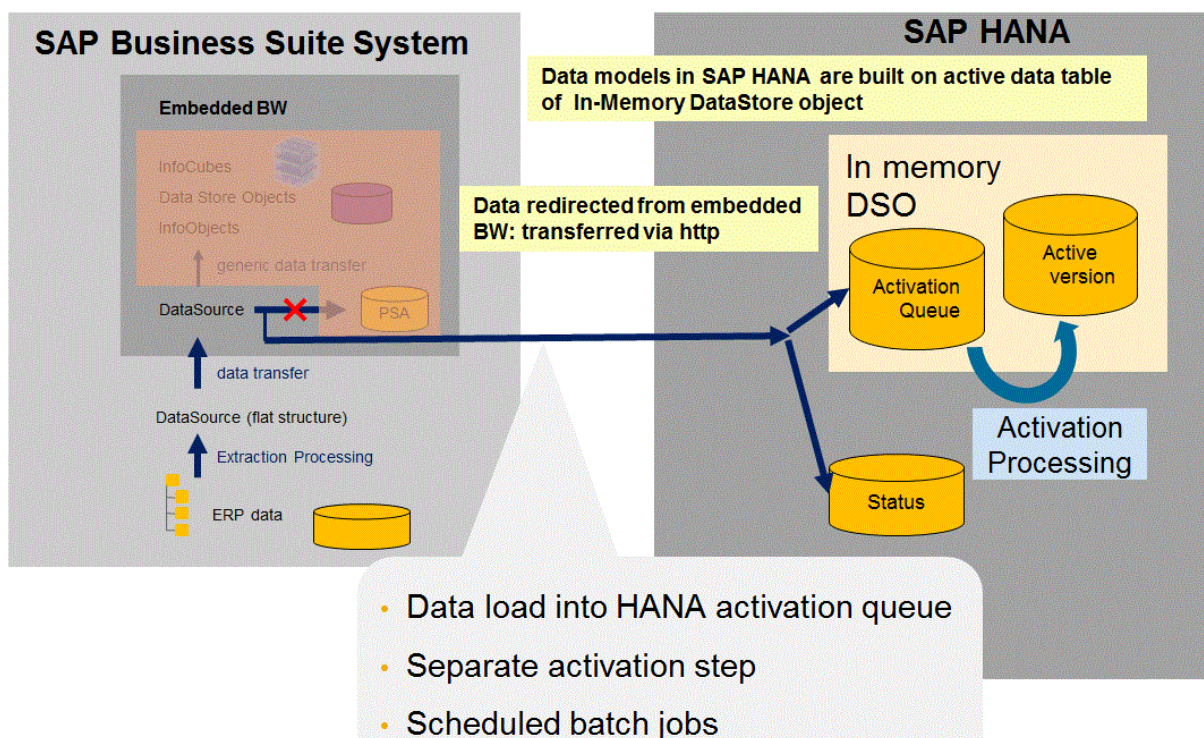 SAP Business Suite System
Embedded BW
InfoCubes
Data Store Objects
InfoObjects
generic data transfer
DataSource
PSA
data transfer
DataSource (flat structure)
Extraction Processing
ERP data
SAP HANA
Data models in SAP HANA are built on active data table
of In-Memory DataStore object
Data redirected from embedded
BW: transferred via http
In memory
DSO
Activation
Queue
Active
version
Activation
Processing
Status
• Data load into HANA activation queue
• Separate activation step
• Scheduled batch jobs